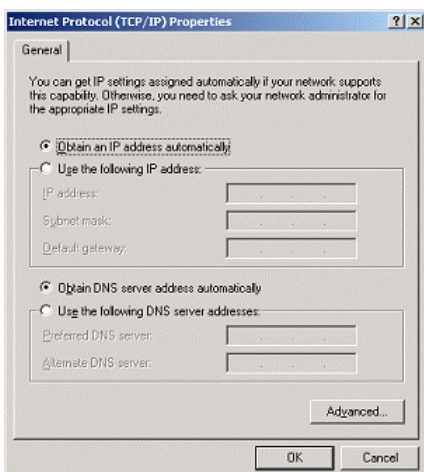 Internet Protocol (TCP/IP) Properties
General
You can get IP settings assigned automatically if your network supports
this capability. Otherwise, you need to ask your network administrator for
the appropriate IP settings.
Obtain an IP address automatically
Use the following IP address:
IP address:
Subnet mask:
Default gateway:
Obtain DNS server address automatically
Use the following DNS server addresses:
Preferred DNS server:
Alternate DNS server:
Advanced...
OK Cancel